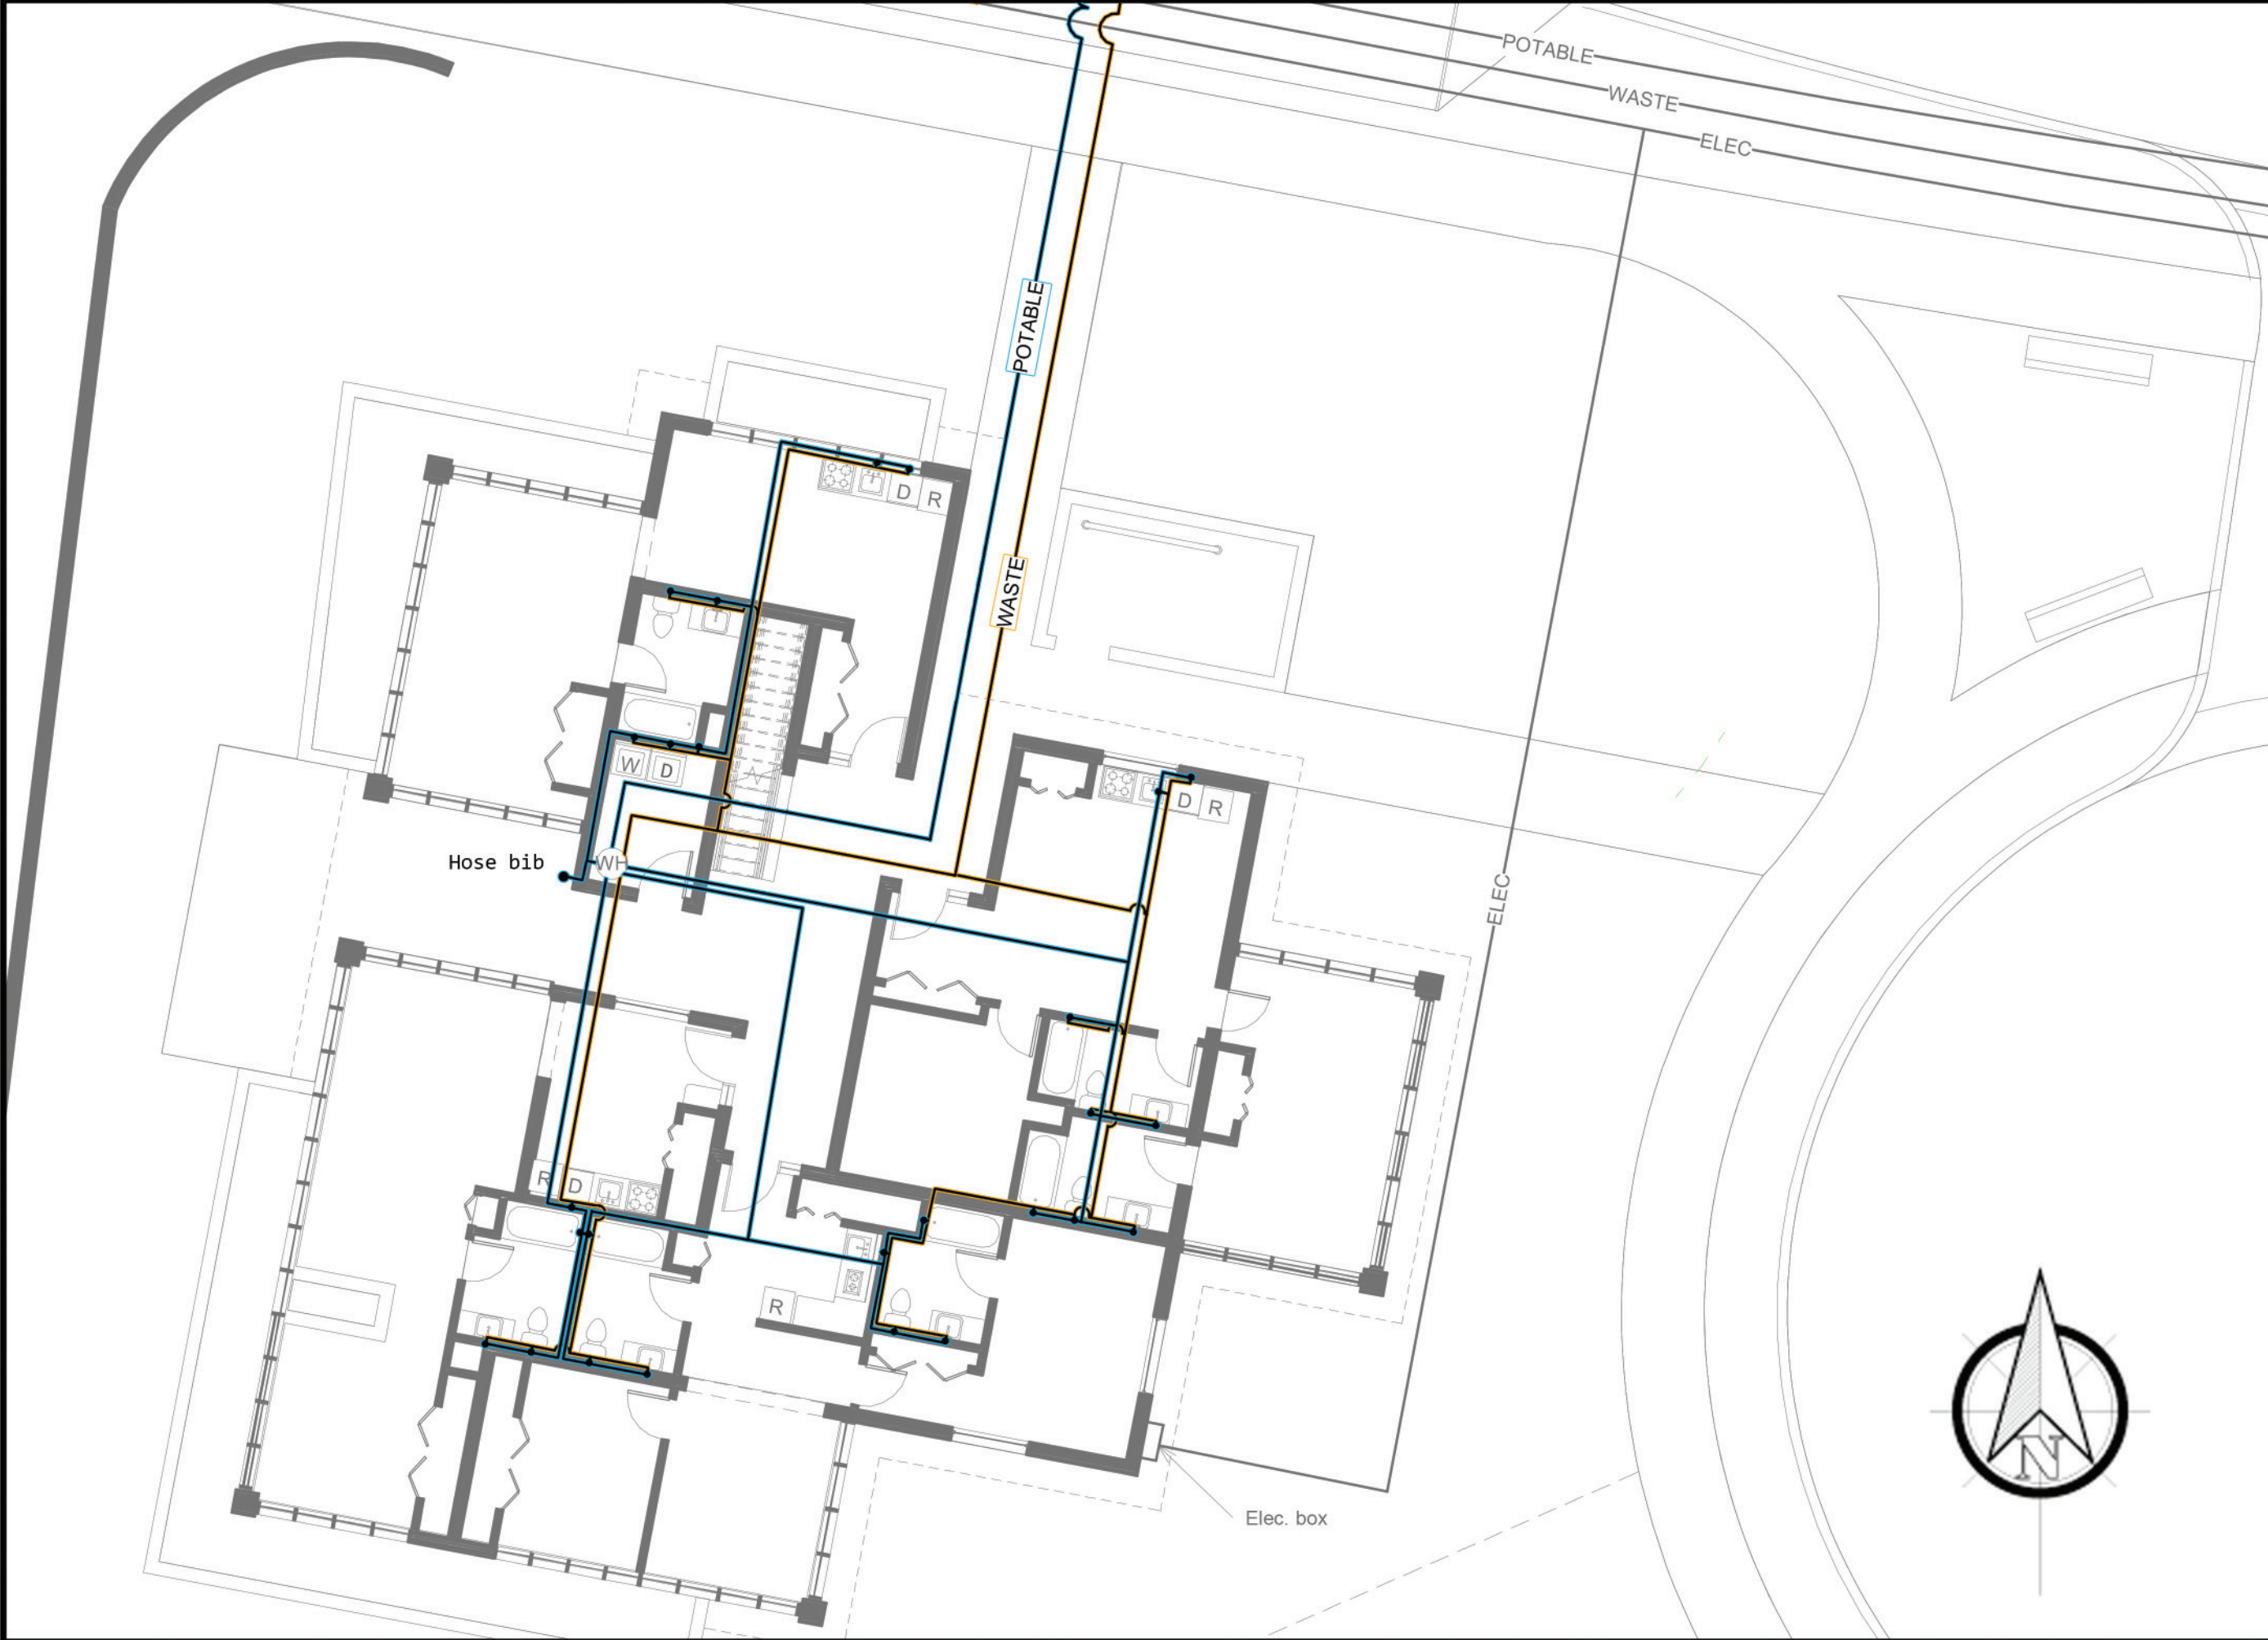 POTABLE
WASTE
ELEC
POTABLE
WASTE
D
R
W
D
D
R
Hose bib
WH
ELEC
R
D
R
Elec. box
N